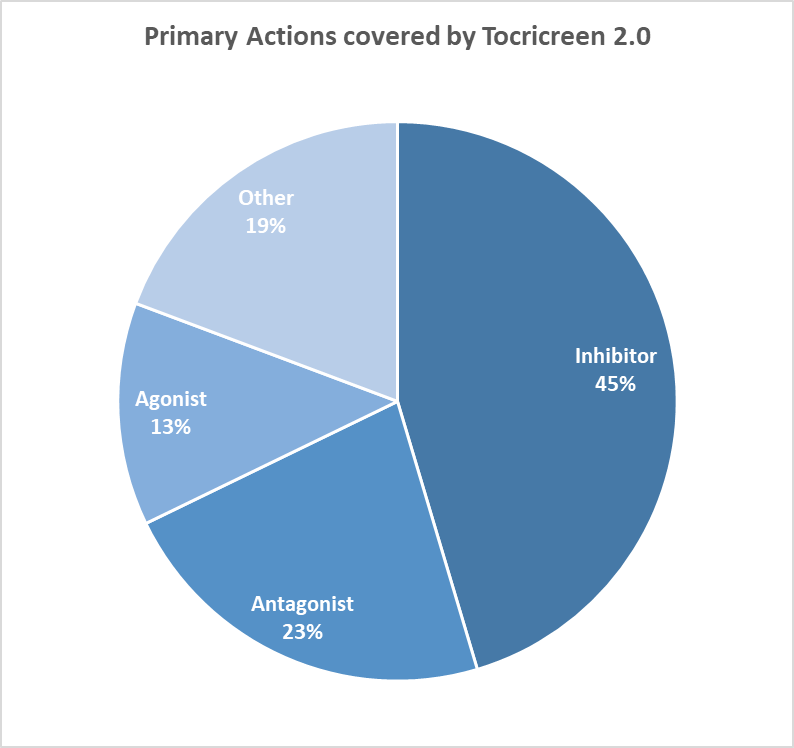 Primary Actions covered by Tocricreen 2.0
Other
19%
Inhibitor
45%
Agonist
13%
Antagonist
23%